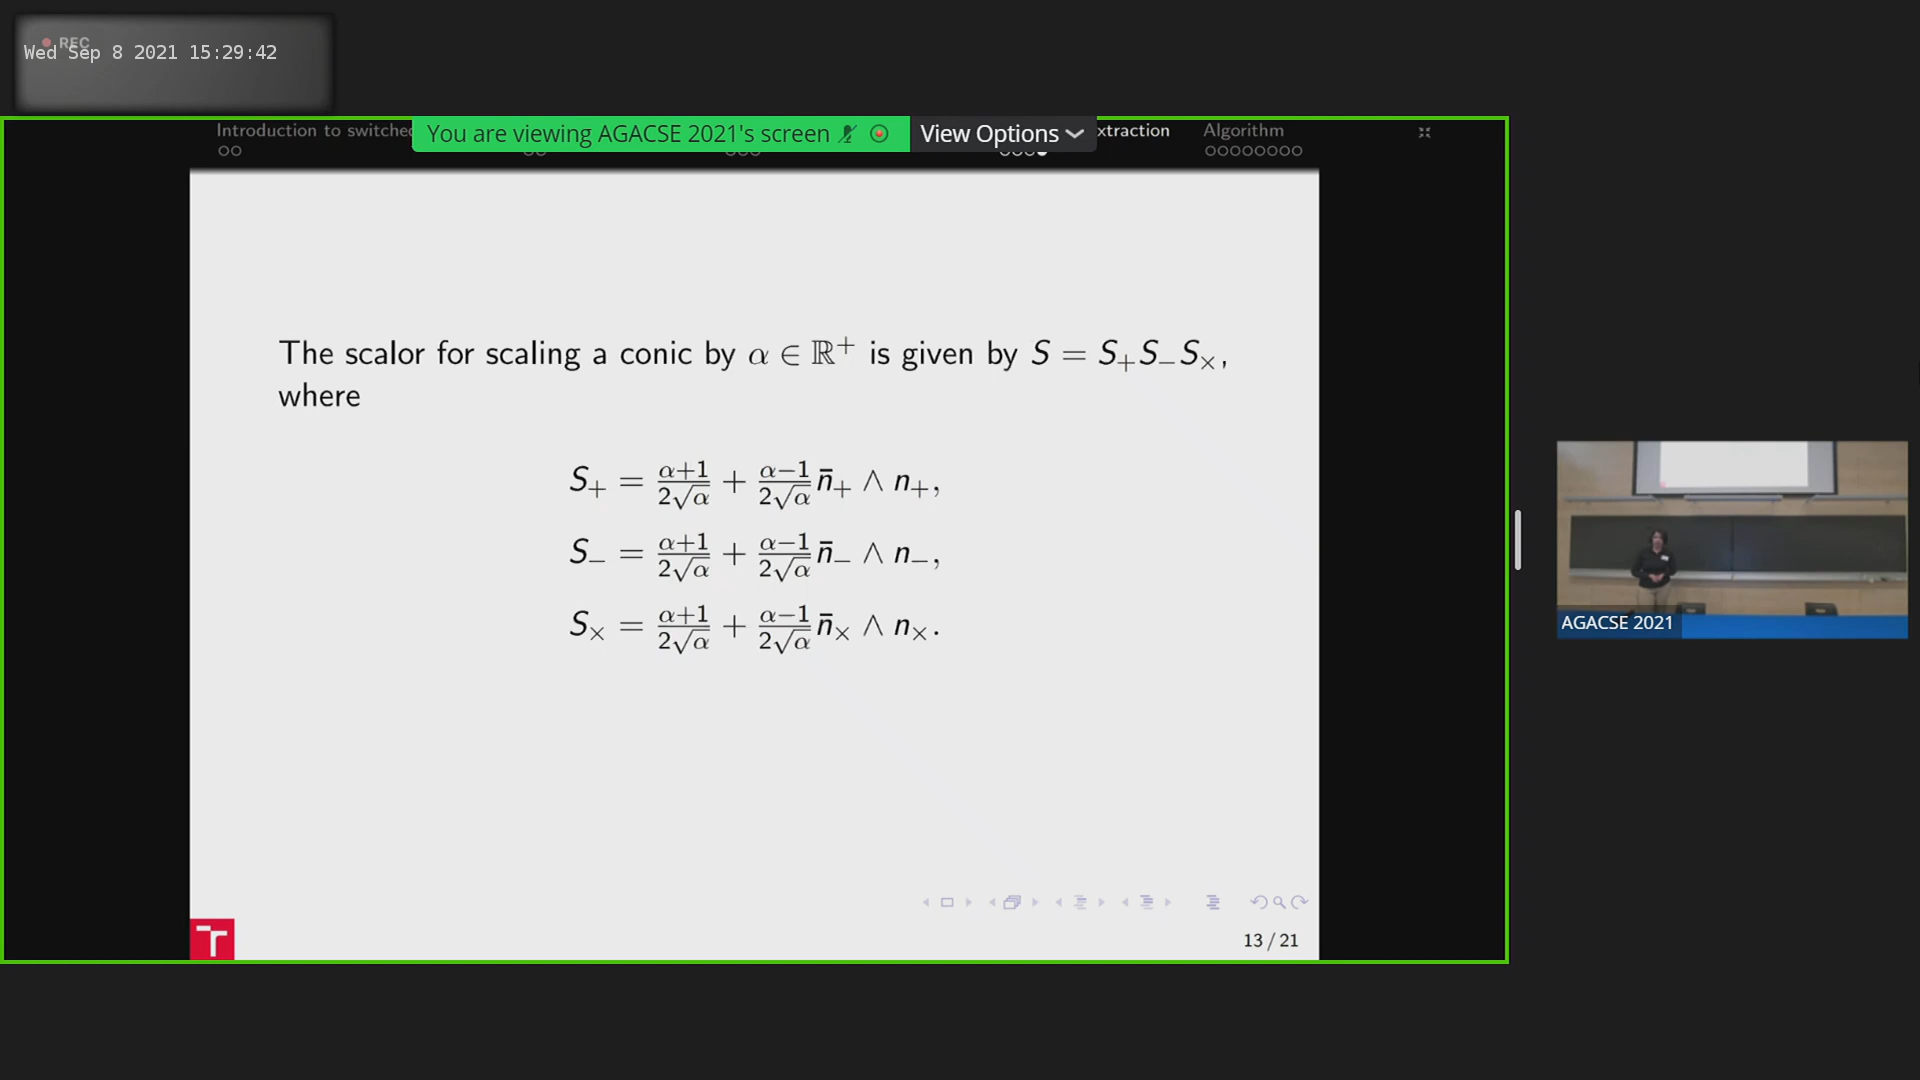 REC
Wed Sep 8 2021 15:29:42
Introduction to switched
You are viewing AGACSE 2021's screen
View Options
xtraction
Algorithm
The scalor for scaling a conic by α ∈ ℝ⁺ is given by S = S₊S₋S×,
where
S₊ = (α+1)/(2√α) + (α−1)/(2√α) n̄₊ ∧ n₊,
S₋ = (α+1)/(2√α) + (α−1)/(2√α) n̄₋ ∧ n₋,
S× = (α+1)/(2√α) + (α−1)/(2√α) n̄× ∧ n×.
AGACSE 2021
13 / 21